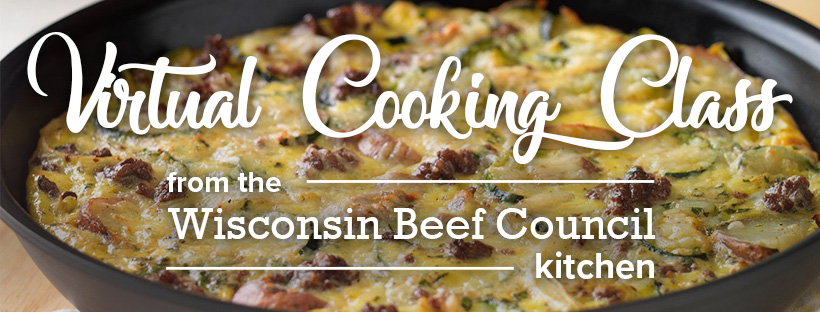 Virtual Cooking Class
from the
Wisconsin Beef Council
kitchen